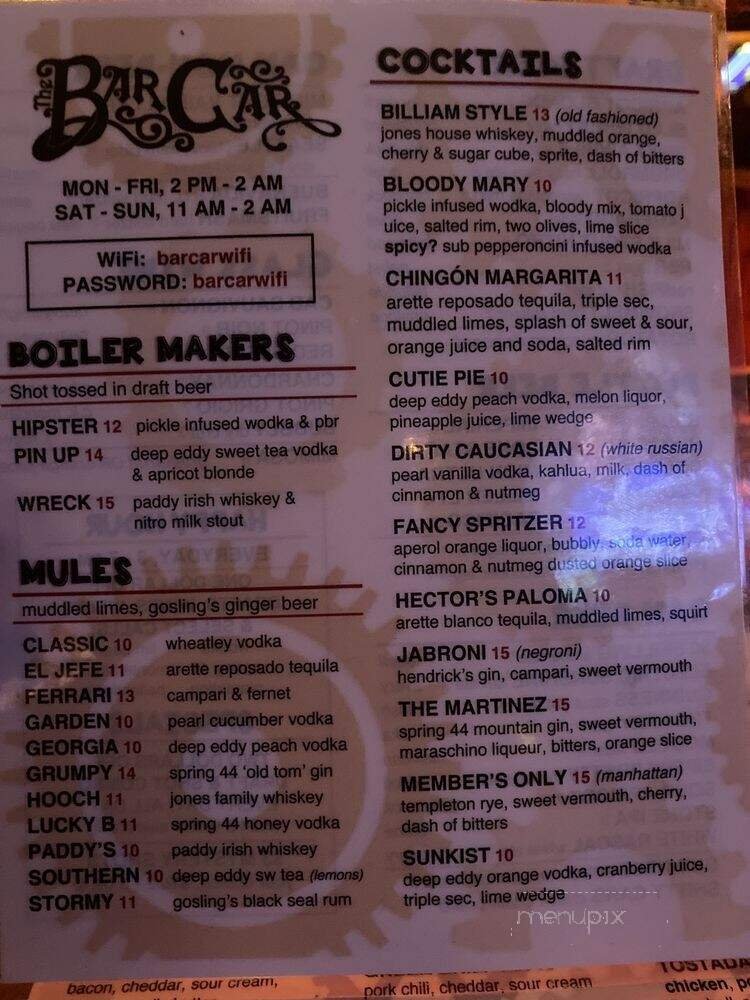 The Bar Car
MON - FRI, 2 PM - 2 AM
SAT - SUN, 11 AM - 2 AM
WiFi: barcarwifi
PASSWORD: barcarwifi
BOILER MAKERS
Shot tossed in draft beer
HIPSTER 12 pickle infused wodka & pbr
PIN UP 14 deep eddy sweet tea vodka
& apricot blonde
WRECK 15 paddy irish whiskey &
nitro milk stout
MULES
muddled limes, gosling's ginger beer
CLASSIC 10 wheatley vodka
EL JEFE 11 arette reposado tequila
FERRARI 13 campari & fernet
GARDEN 10 pearl cucumber vodka
GEORGIA 10 deep eddy peach vodka
GRUMPY 14 spring 44 'old tom' gin
HOOCH 11 jones family whiskey
LUCKY B 11 spring 44 honey vodka
PADDY'S 10 paddy irish whiskey
SOUTHERN 10 deep eddy sw tea (lemons)
STORMY 11 gosling's black seal rum
COCKTAILS
BILLIAM STYLE 13 (old fashioned)
jones house whiskey, muddled orange,
cherry & sugar cube, sprite, dash of bitters
BLOODY MARY 10
pickle infused wodka, bloody mix, tomato j
uice, salted rim, two olives, lime slice
spicy? sub pepperoncini infused wodka
CHINGÓN MARGARITA 11
arette reposado tequila, triple sec,
muddled limes, splash of sweet & sour,
orange juice and soda, salted rim
CUTIE PIE 10
deep eddy peach vodka, melon liquor,
pineapple juice, lime wedge
DIRTY CAUCASIAN 12 (white russian)
pearl vanilla vodka, kahlua, milk, dash of
cinnamon & nutmeg
FANCY SPRITZER 12
aperol orange liquor, bubbly, soda water,
cinnamon & nutmeg dusted orange slice
HECTOR'S PALOMA 10
arette blanco tequila, muddled limes, squirt
JABRONI 15 (negroni)
hendrick's gin, campari, sweet vermouth
THE MARTINEZ 15
spring 44 mountain gin, sweet vermouth,
maraschino liqueur, bitters, orange slice
MEMBER'S ONLY 15 (manhattan)
templeton rye, sweet vermouth, cherry,
dash of bitters
SUNKIST 10
deep eddy orange vodka, cranberry juice,
triple sec, lime wedge
menupix
bacon, cheddar, sour cream,
pork chili, cheddar, sour cream
TOSTADA
chicken, p